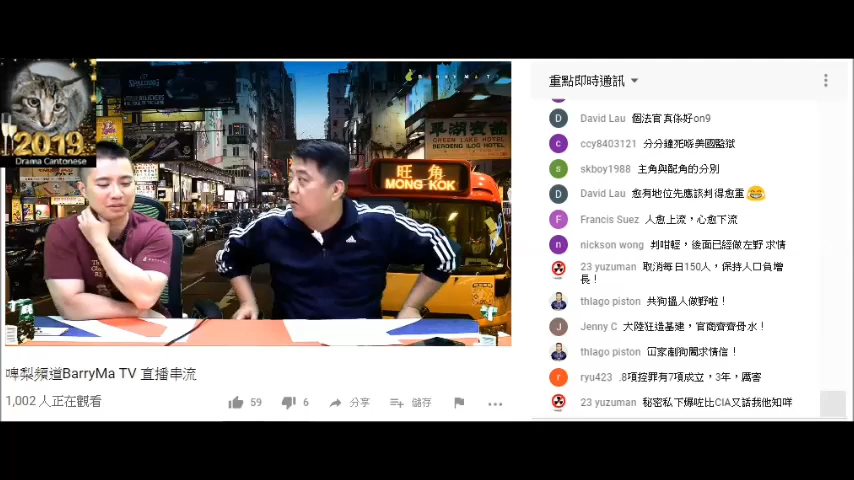 2019
Drama Cantonese
BARRYMA TV
翠湖賓館
GREEN LAKE HOTEL
旺角
MONG KOK
啤梨頻道BarryMa TV 直播串流
1,002 人正在觀看
59
6
分享
儲存
重點即時通訊
David Lau 個法官真係好on9
ccy8403121 分分鐘死喺美國監獄
skboy1988 主角與配角的分別
David Lau 愈有地位先應該判得愈重😂
Francis Suez 人愈上流，心愈下流
nickson wong 判咁輕，後面已經做左野 求情
23 yuzuman 取消每日150人，保持人口負增
長！
thlago piston 共狗搵人做野啦！
Jenny C 大陸狂造基建，官商齊齊毋水！
thlago piston 冚家剷狗閹求情信！
ryu423 .8項控罪有7項成立，3年，厲害
23 yuzuman 秘密私下爆咗比CIA又話我他知咩